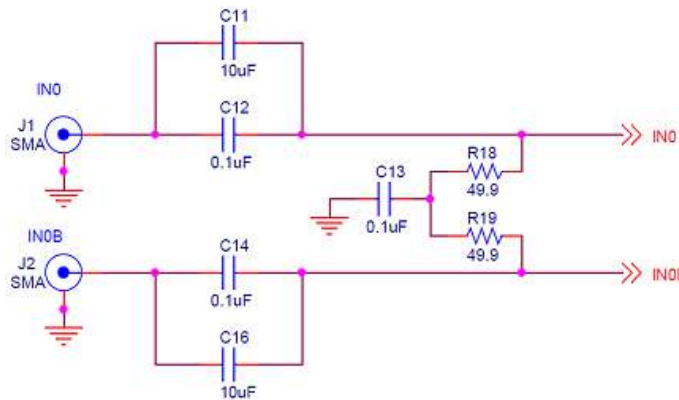 C11
10uF
IN0
C12
J1
SMA
0.1uF
IN0
R18
C13
49.9
0.1uF
R19
49.9
IN0B
C14
J2
SMA
0.1uF
C16
10uF